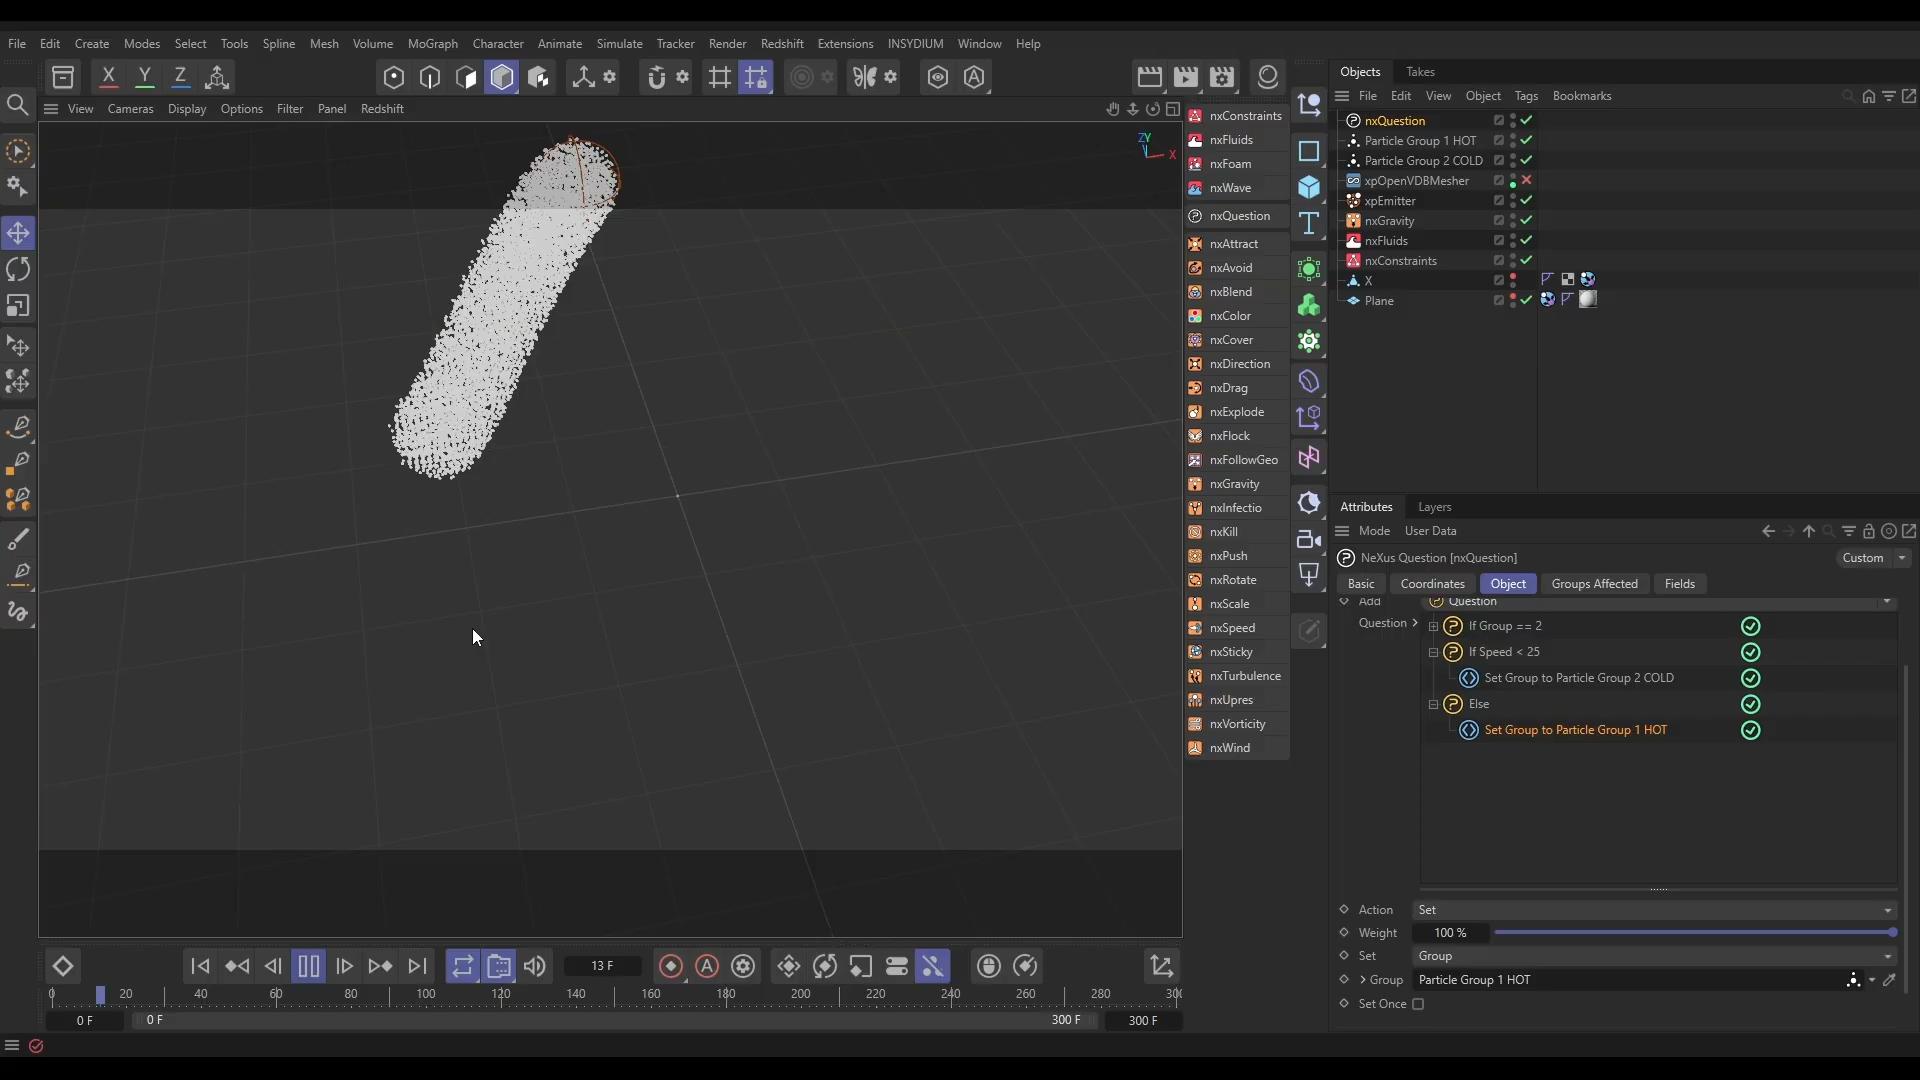 File Edit Create Modes Select Tools Spline Mesh Volume MoGraph Character Animate Simulate Tracker Render Redshift Extensions INSYDIUM Window Help
X Y Z
View Cameras Display Options Filter Panel Redshift
ZY
X
nxConstraints
nxFluids
nxFoam
nxWave
nxQuestion
nxAttract
nxAvoid
nxBlend
nxColor
nxCover
nxDirection
nxDrag
nxExplode
nxFlock
nxFollowGeo
nxGravity
nxInfectio
nxKill
nxPush
nxRotate
nxScale
nxSpeed
nxSticky
nxTurbulence
nxUpres
nxVorticity
nxWind
Objects Takes
File Edit View Object Tags Bookmarks
nxQuestion
Particle Group 1 HOT
Particle Group 2 COLD
xpOpenVDBMesher
xpEmitter
nxGravity
nxFluids
nxConstraints
X
Plane
Attributes Layers
Mode User Data
NeXus Question [nxQuestion] Custom
Basic Coordinates Object Groups Affected Fields
Add Question
Question
If Group == 2
If Speed < 25
Set Group to Particle Group 2 COLD
Else
Set Group to Particle Group 1 HOT
Action Set
Weight 100 %
Set Group
Group Particle Group 1 HOT
Set Once
13 F
0 20 40 60 80 100 120 140 160 180 200 220 240 260 280 30
0 F 0 F 300 F 300 F